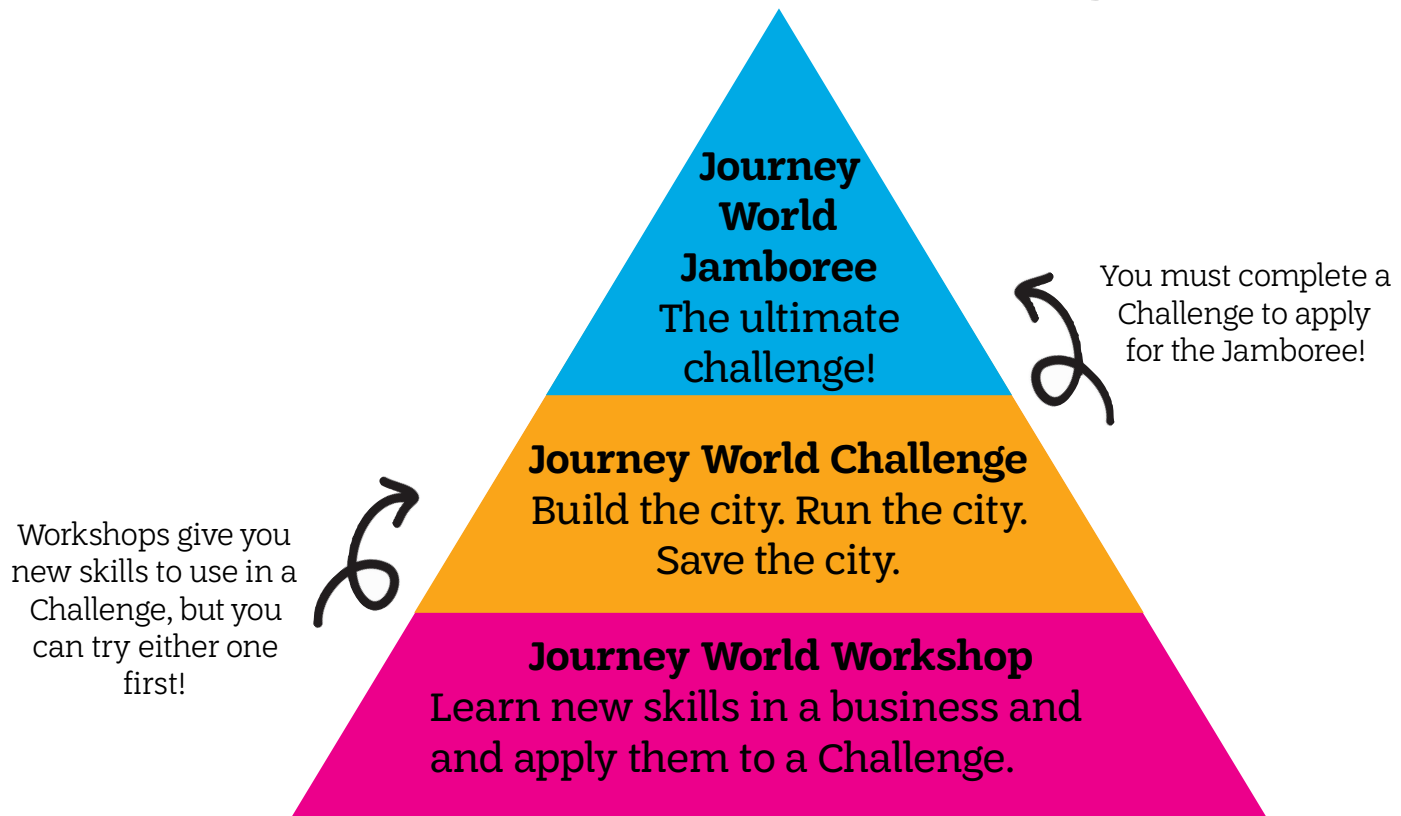 Journey
World
Jamboree
The ultimate
challenge!
You must complete a
Challenge to apply
for the Jamboree!
Journey World Challenge
Build the city. Run the city.
Save the city.
Workshops give you
new skills to use in a
Challenge, but you
can try either one
first!
Journey World Workshop
Learn new skills in a business and
and apply them to a Challenge.